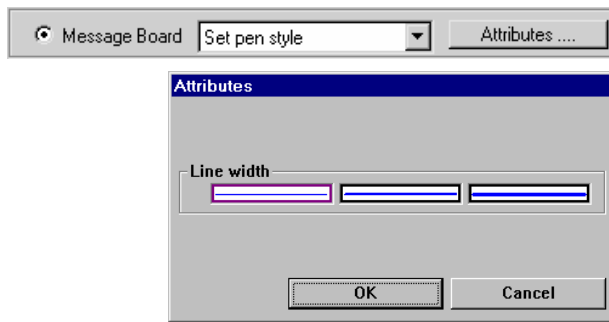 Message Board Set pen style Attributes ....
Attributes
Line width
OK Cancel